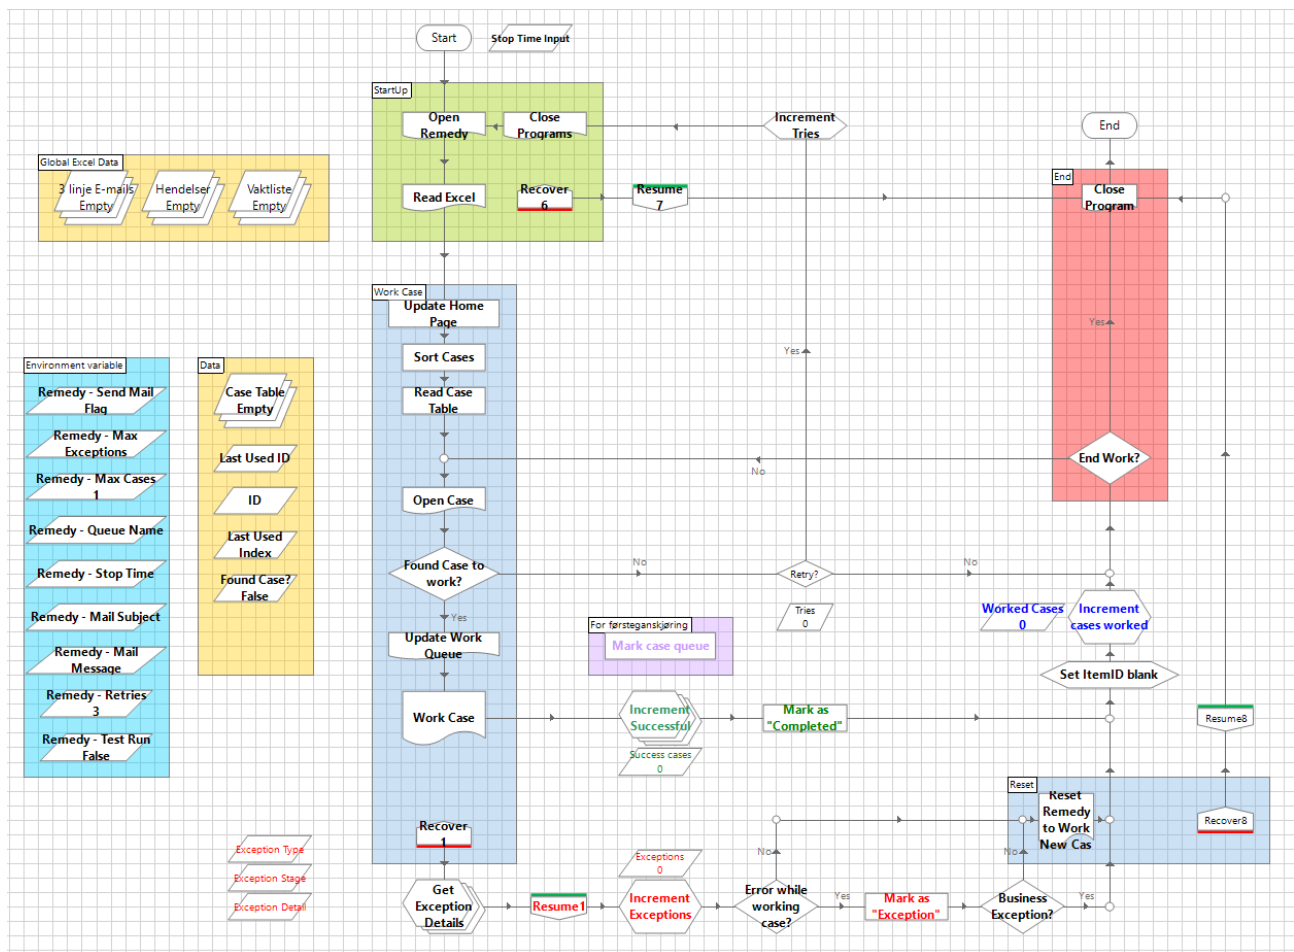 Start
Stop Time Input
StartUp
Open
Remedy
Close
Programs
Increment
Tries
End
Global Excel Data
3 linje E-mails
Empty
Hendelser
Empty
Vaktliste
Empty
Read Excel
Recover
6
Resume
7
End
Close
Program
Work Case
Update Home
Page
Yes
Sort Cases
Yes
Environment variable
Data
Remedy - Send Mail
Flag
Case Table
Empty
Read Case
Table
Remedy - Max
Exceptions
Last Used ID
No
End Work?
Remedy - Max Cases
1
ID
Open Case
Remedy - Queue Name
Last Used
Index
Remedy - Stop Time
Found Case?
False
Found Case to
work?
No
Retry?
No
Remedy - Mail Subject
Yes
Tries
0
Worked Cases
0
Increment
cases worked
For førsteganskjøring
Mark case queue
Update Work
Queue
Remedy - Mail
Message
Set ItemID blank
Remedy - Retries
3
Work Case
Increment
Successful
Mark as
"Completed"
Resume8
Remedy - Test Run
False
Success cases
0
Reset
Reset
Remedy
to Work
New Cas
Recover8
Recover
1
Exception Type
Exceptions
0
No
No
Exception Stage
Exception Detail
Get
Exception
Details
Resume1
Increment
Exceptions
Error while
working
case?
Yes
Mark as
"Exception"
Business
Exception?
Yes